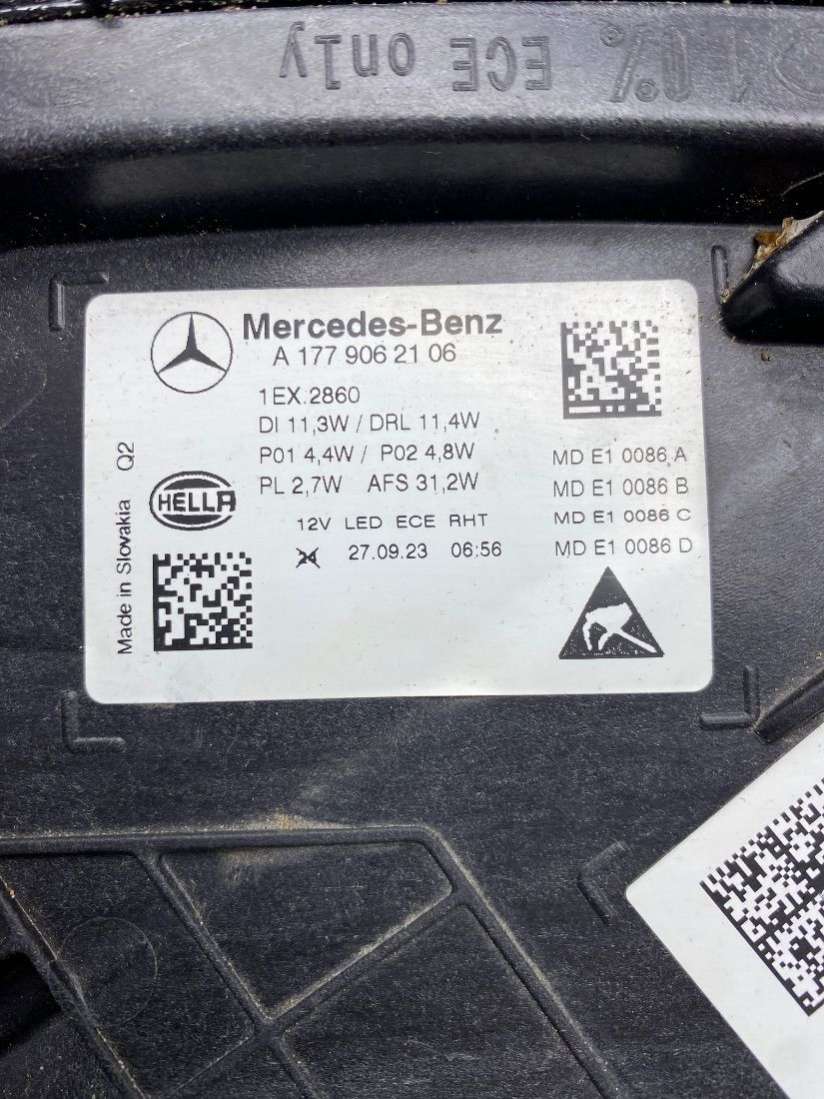 1,0% ECE only
Mercedes-Benz
A 177 906 21 06
1EX.2860
DI 11,3W / DRL 11,4W
P01 4,4W / P02 4,8W
PL 2,7W AFS 31,2W
12V LED ECE RHT
27.09.23 06:56
MD E1 0086 A
MD E1 0086 B
MD E1 0086 C
MD E1 0086 D
HELLA
Made in Slovakia Q2